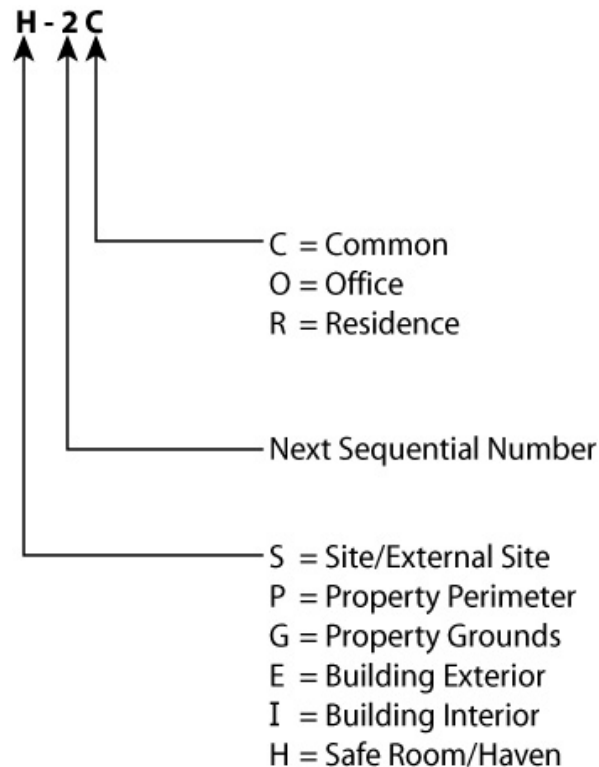 H - 2 C
C = Common
O = Office
R = Residence
Next Sequential Number
S = Site/External Site
P = Property Perimeter
G = Property Grounds
E = Building Exterior
I = Building Interior
H = Safe Room/Haven